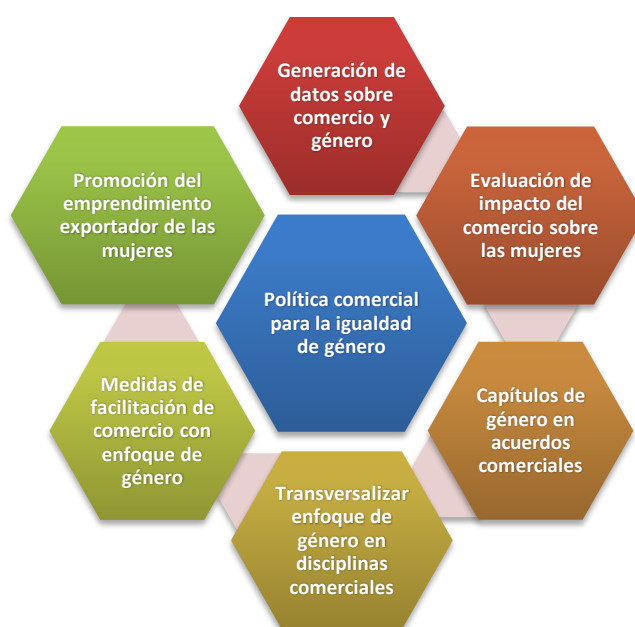 Generación de
datos sobre
comercio y
género
Evaluación de
impacto del
comercio sobre
las mujeres
Capítulos de
género en
acuerdos
comerciales
Transversalizar
enfoque de
género en
disciplinas
comerciales
Medidas de
facilitación de
comercio con
enfoque de
género
Promoción del
emprendimiento
exportador de las
mujeres
Política comercial
para la igualdad
de género